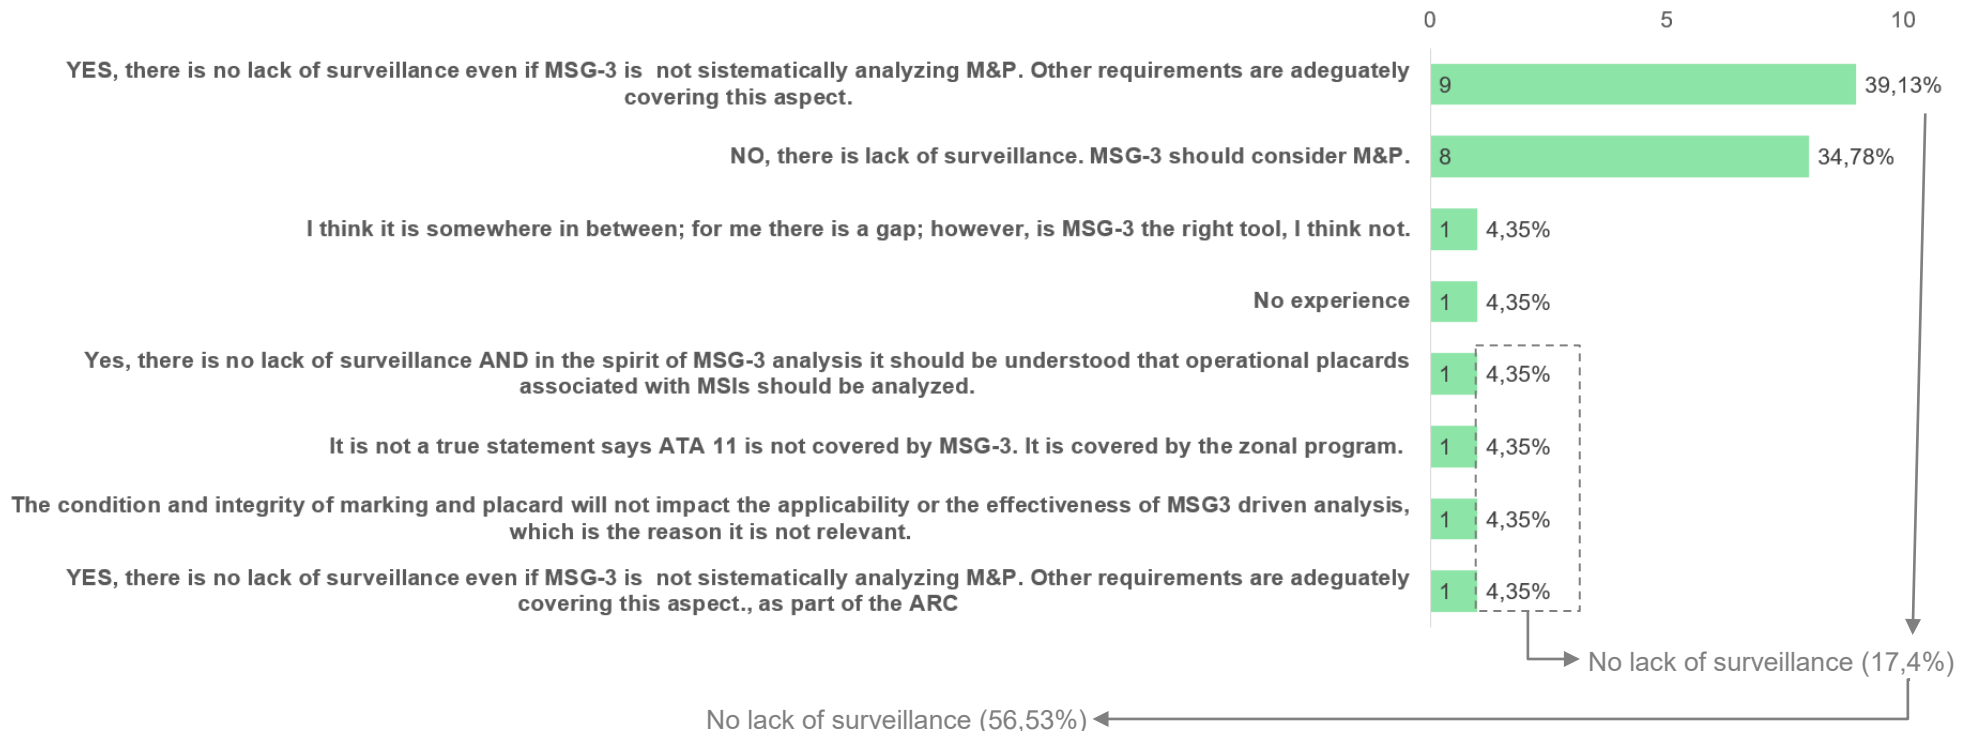 0 5 10
YES, there is no lack of surveillance even if MSG-3 is  not sistematically analyzing M&P. Other requirements are adeguately
covering this aspect.
9 39,13%
NO, there is lack of surveillance. MSG-3 should consider M&P.
8 34,78%
I think it is somewhere in between; for me there is a gap; however, is MSG-3 the right tool, I think not.
1 4,35%
No experience
1 4,35%
Yes, there is no lack of surveillance AND in the spirit of MSG-3 analysis it should be understood that operational placards
associated with MSIs should be analyzed.
1 4,35%
It is not a true statement says ATA 11 is not covered by MSG-3. It is covered by the zonal program.
1 4,35%
The condition and integrity of marking and placard will not impact the applicability or the effectiveness of MSG3 driven analysis,
which is the reason it is not relevant.
1 4,35%
YES, there is no lack of surveillance even if MSG-3 is  not sistematically analyzing M&P. Other requirements are adeguately
covering this aspect., as part of the ARC
1 4,35%
No lack of surveillance (17,4%)
No lack of surveillance (56,53%)